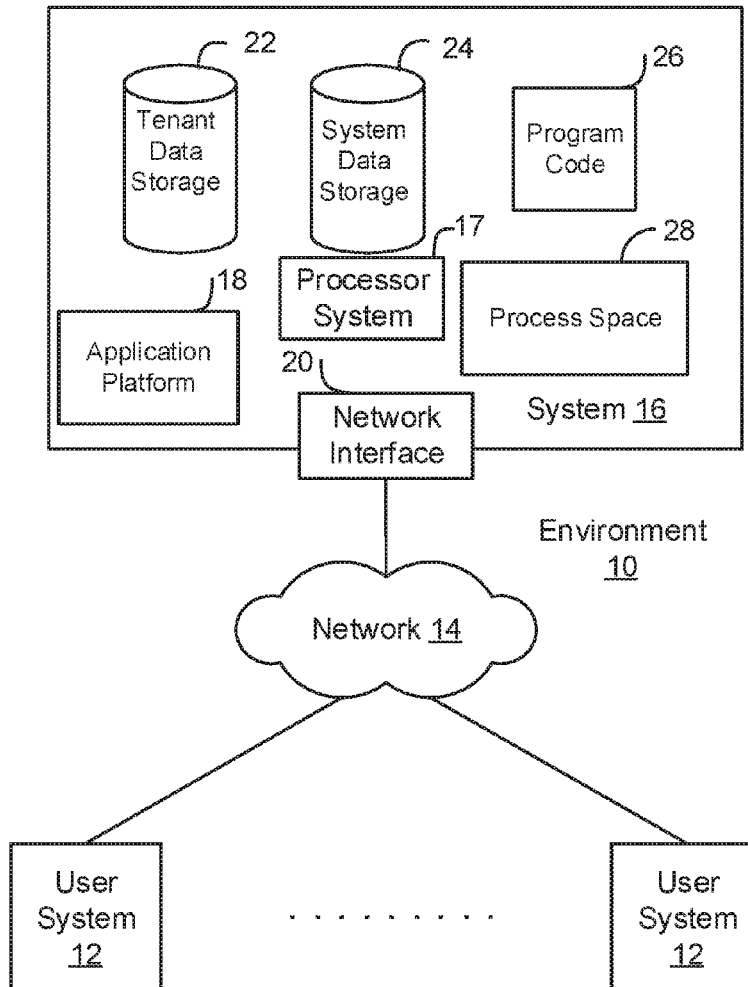 22
24
26
Tenant
Data
Storage
System
Data
Storage
Program
Code
17
28
18
Processor
System
Process Space
Application
Platform
20
System 16
Network
Interface
Environment
10
Network 14
User
System
12
. . . . . . . . .
User
System
12